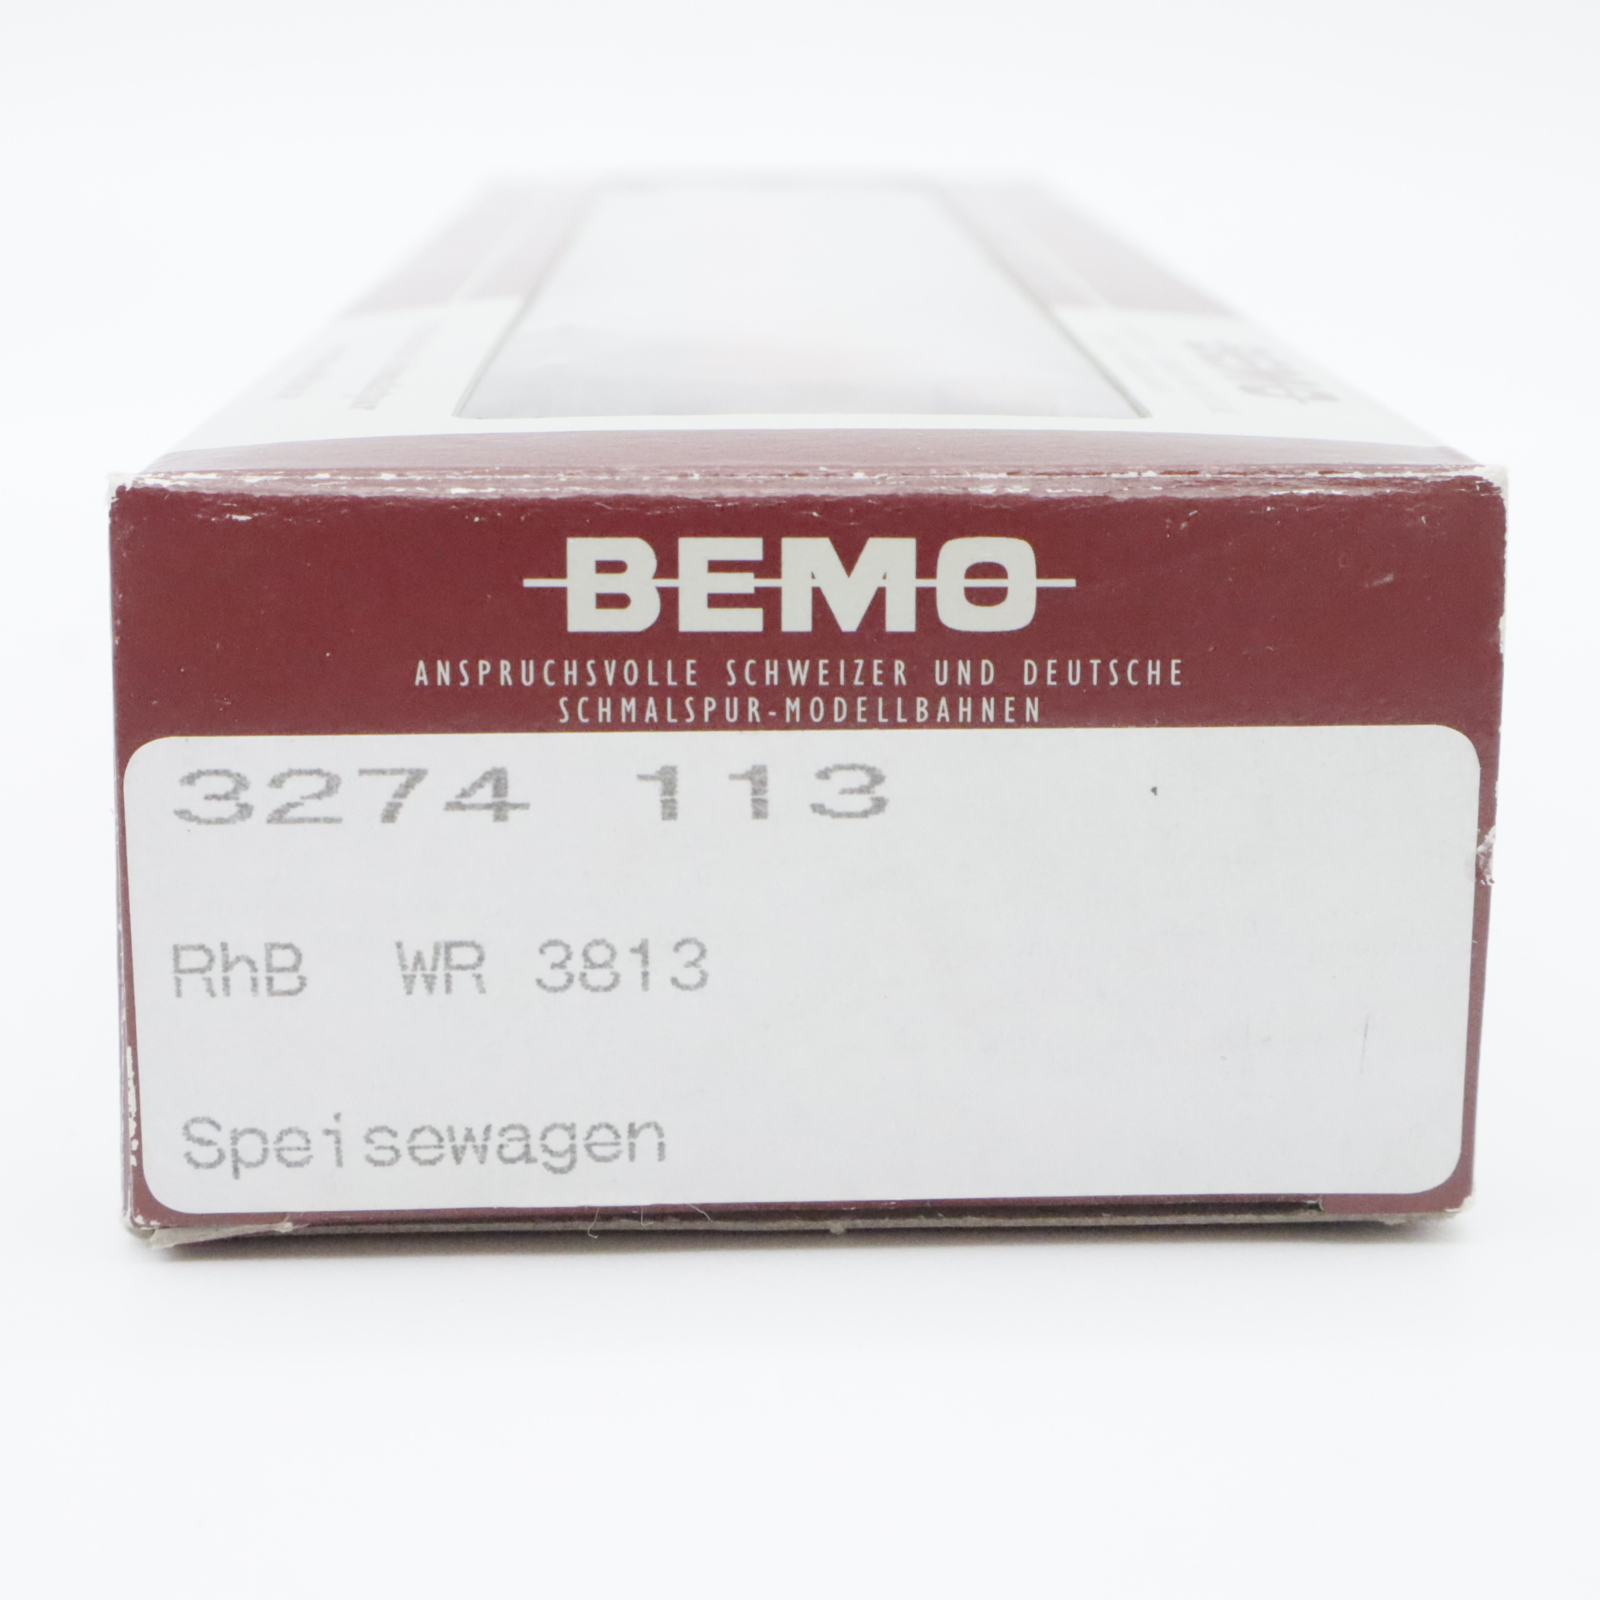 BEMO
ANSPRUCHSVOLLE SCHWEIZER UND DEUTSCHE
SCHMALSPUR-MODELLBAHNEN
3274 113
RhB WR 3813
Speisewagen